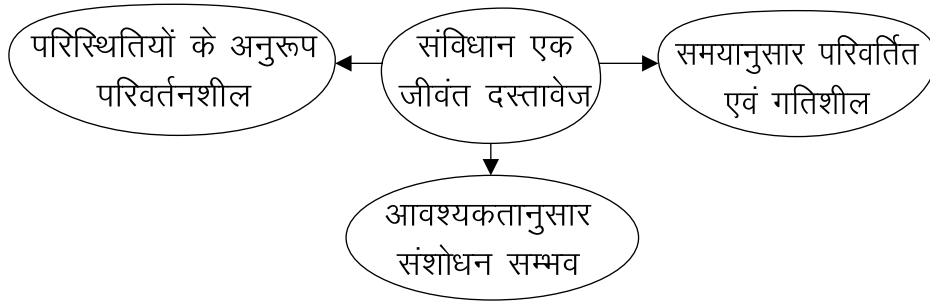 परिस्थितियों के अनुरूप
परिवर्तनशील
संविधान एक
जीवंत दस्तावेज
समयानुसार परिवर्तित
एवं गतिशील
आवश्यकतानुसार
संशोधन सम्भव